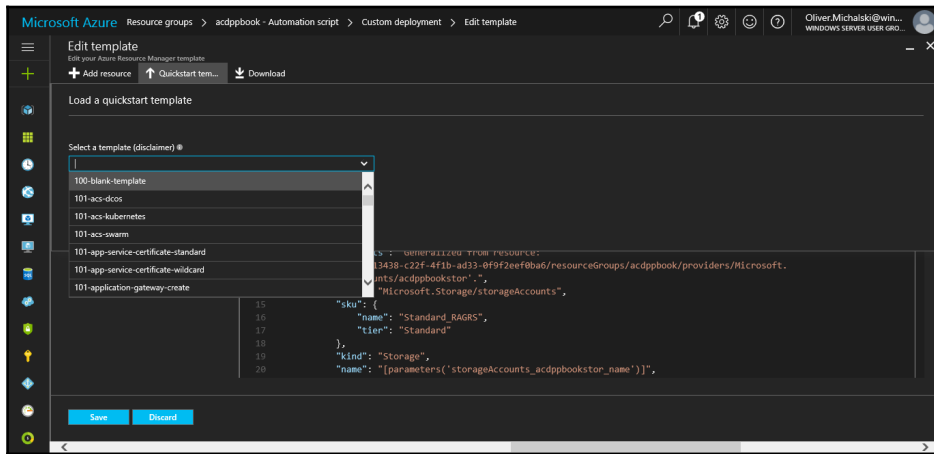 Microsoft Azure Resource groups > acdppbook - Automation script > Custom deployment > Edit template
Oliver.Michalski@win...
WINDOWS SERVER USER GRO...
Edit template
Edit your Azure Resource Manager template
Add resource Quickstart tem... Download
Load a quickstart template
Select a template (disclaimer)
100-blank-template
101-acs-dcos
101-acs-kubernetes
101-acs-swarm
101-app-service-certificate-standard
101-app-service-certificate-wildcard
101-application-gateway-create
"Generalized from resource:
13438-c22f-4f1b-ad33-0f9f2eef0ba6/resourceGroups/acdppbook/providers/Microsoft.
unts/acdppbookstor'.",
"Microsoft.Storage/storageAccounts",
15 "sku": {
16 "name": "Standard_RAGRS",
17 "tier": "Standard"
18 },
19 "kind": "Storage",
20 "name": "[parameters('storageAccounts_acdppbookstor_name')]",
Save Discard